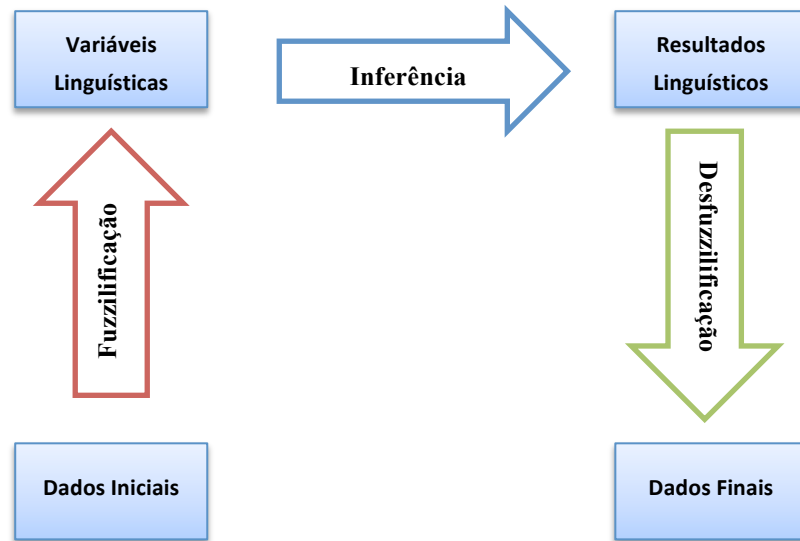 Variáveis
Linguísticas
Inferência
Resultados
Linguísticos
Fuzzilificação
Desfuzzilificação
Dados Iniciais
Dados Finais